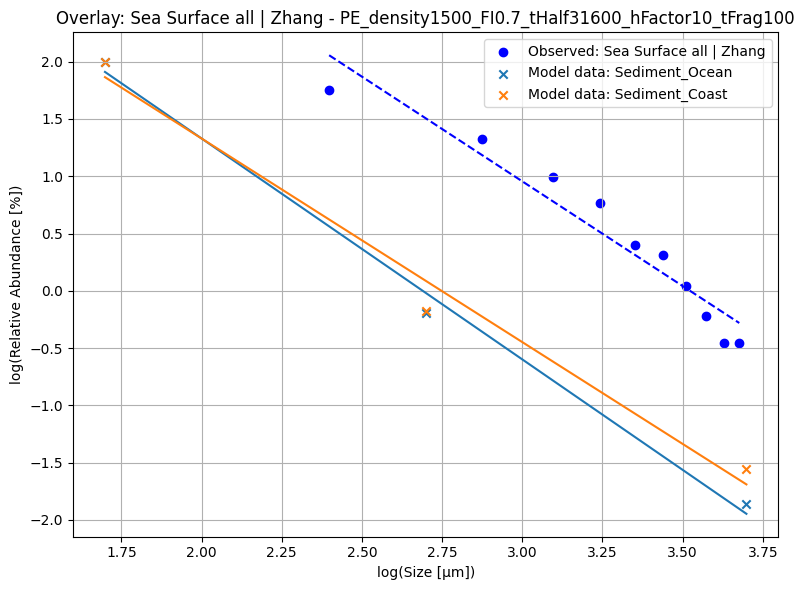 Overlay: Sea Surface all | Zhang - PE_density1500_FI0.7_tHalf31600_hFactor10_tFrag100
Observed: Sea Surface all | Zhang
Model data: Sediment_Ocean
Model data: Sediment_Coast
log(Relative Abundance [%])
2.0
1.5
1.0
0.5
0.0
−0.5
−1.0
−1.5
−2.0
1.75 2.00 2.25 2.50 2.75 3.00 3.25 3.50 3.75
log(Size [μm])